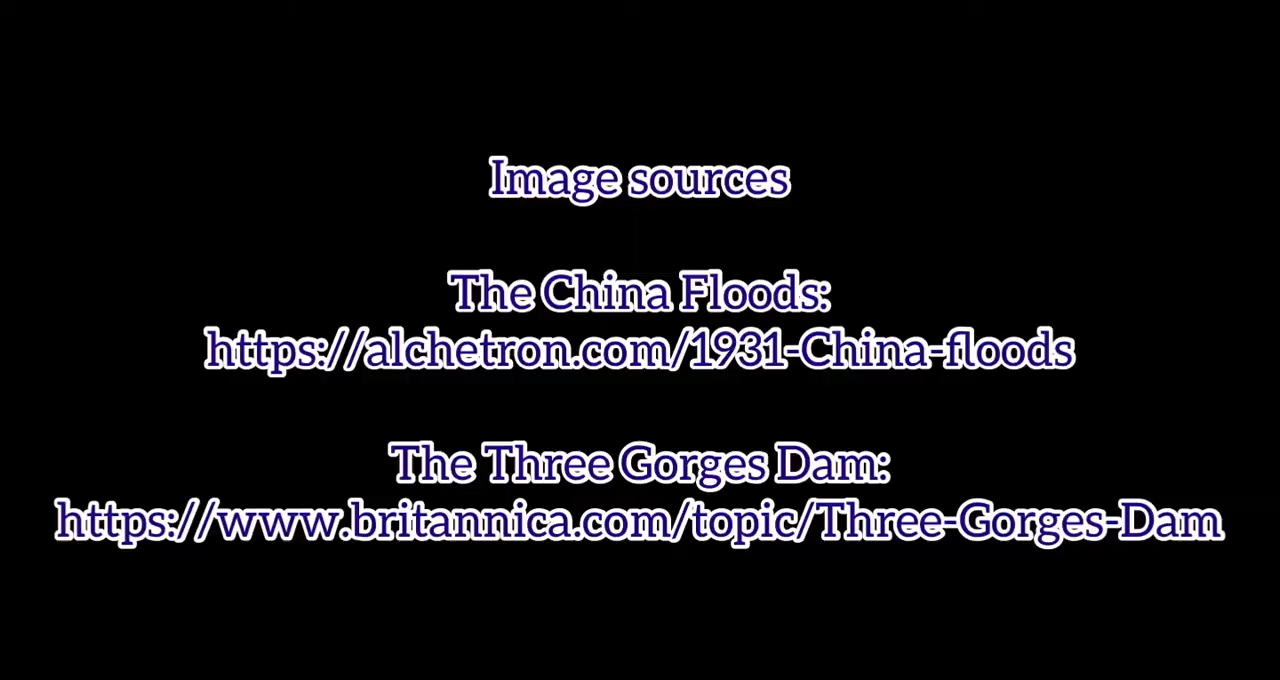 Image sources
The China Floods:
https://alchetron.com/1931-China-floods
The Three Gorges Dam:
https://www.britannica.com/topic/Three-Gorges-Dam